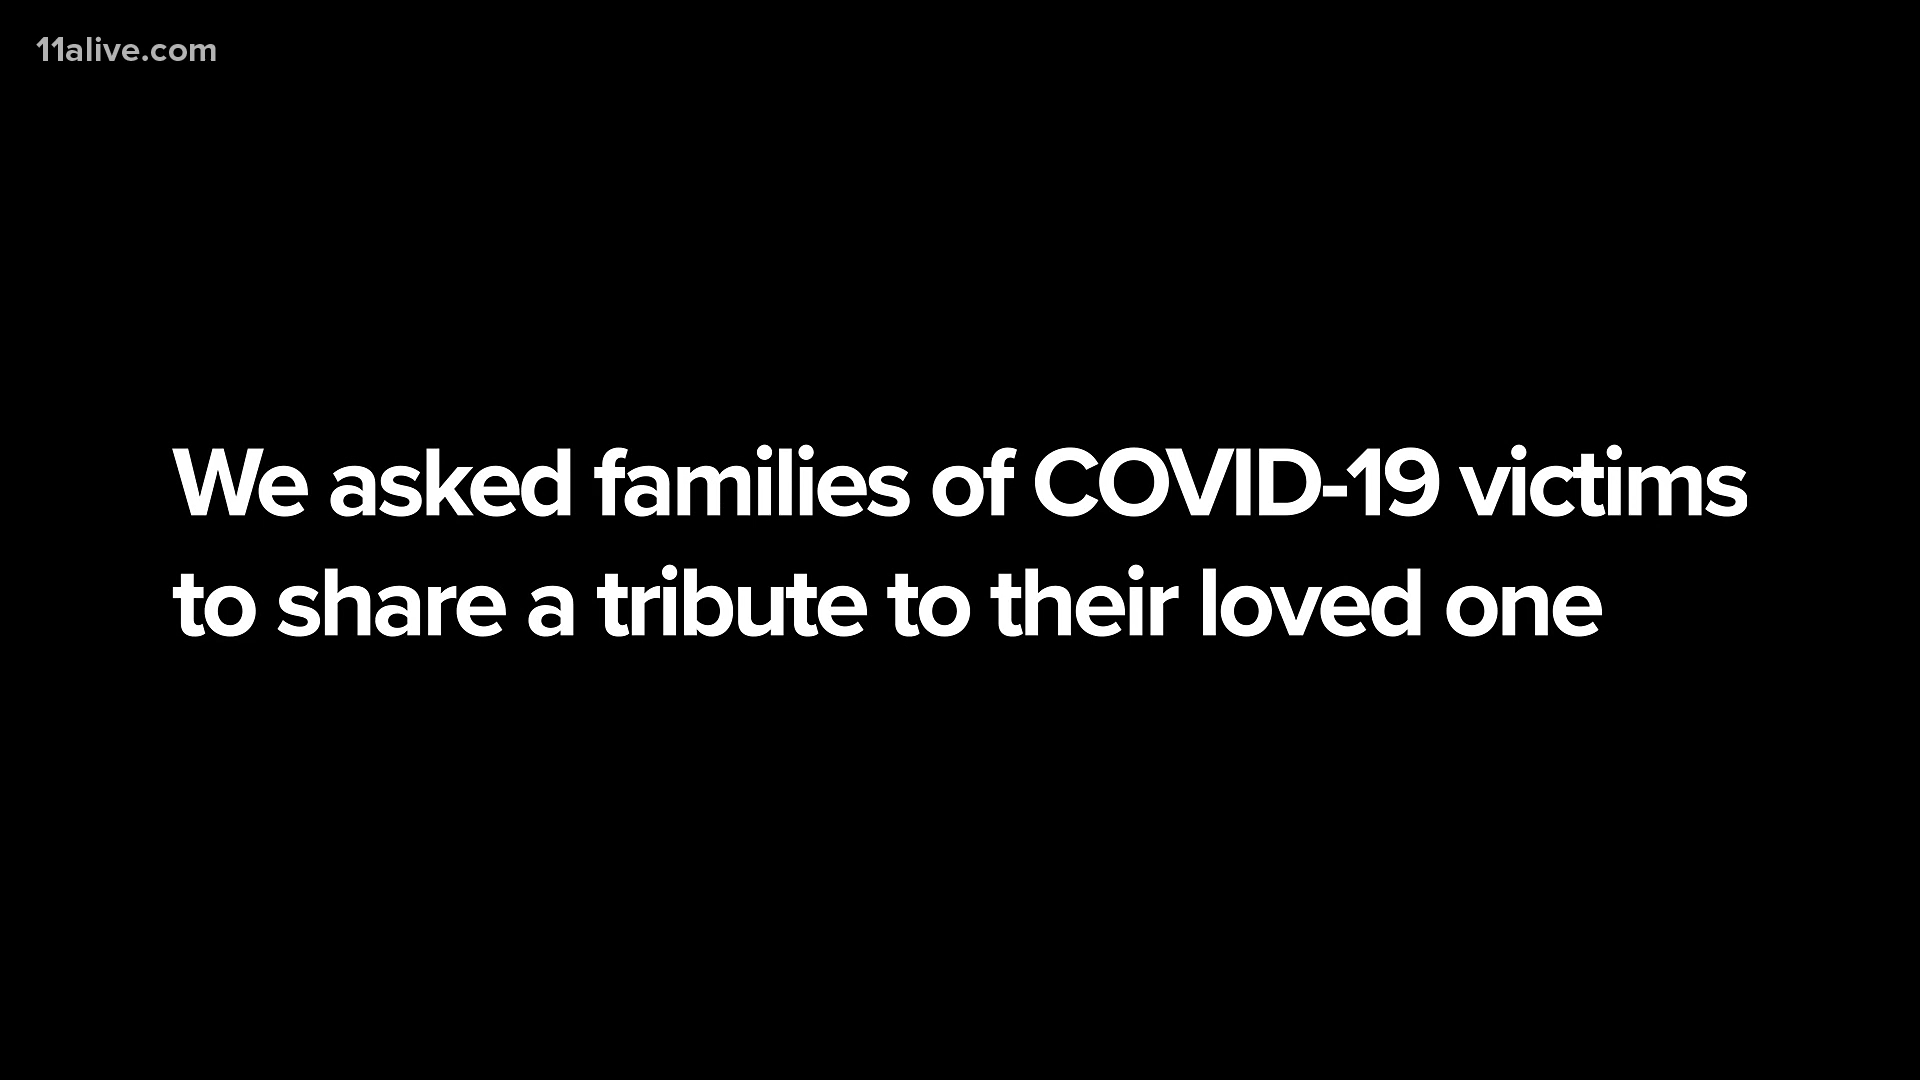 11alive.com
We asked families of COVID-19 victims
to share a tribute to their loved one